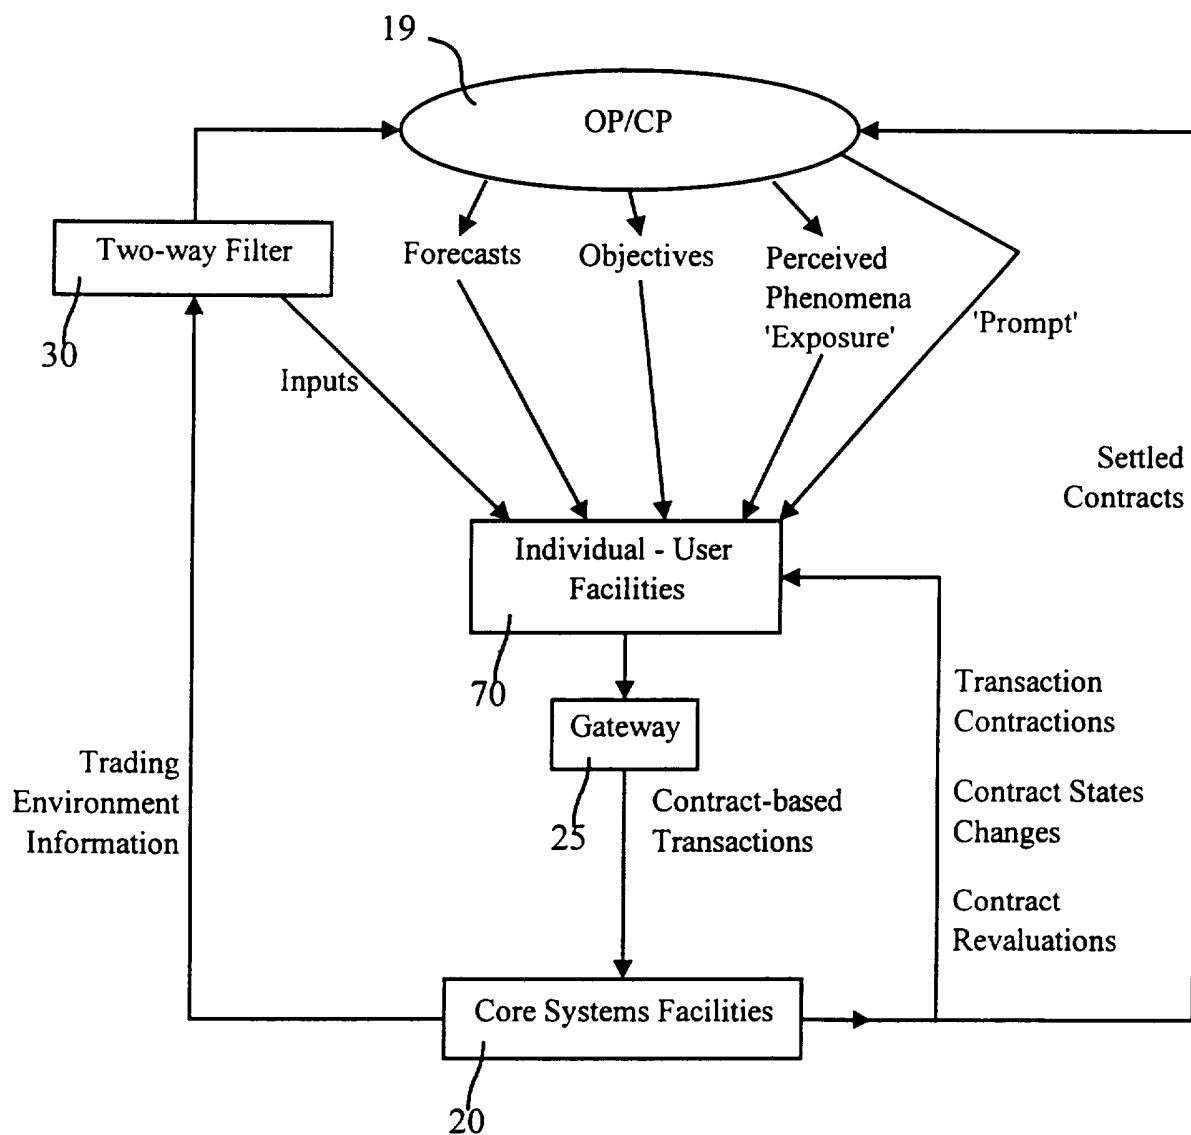 19
OP/CP
Two-way Filter
30
Forecasts
Objectives
Perceived
Phenomena
'Exposure'
'Prompt'
Inputs
Settled
Contracts
Individual - User
Facilities
70
Gateway
25
Transaction
Contractions
Trading
Environment
Information
Contract-based
Transactions
Contract States
Changes
Contract
Revaluations
Core Systems Facilities
20